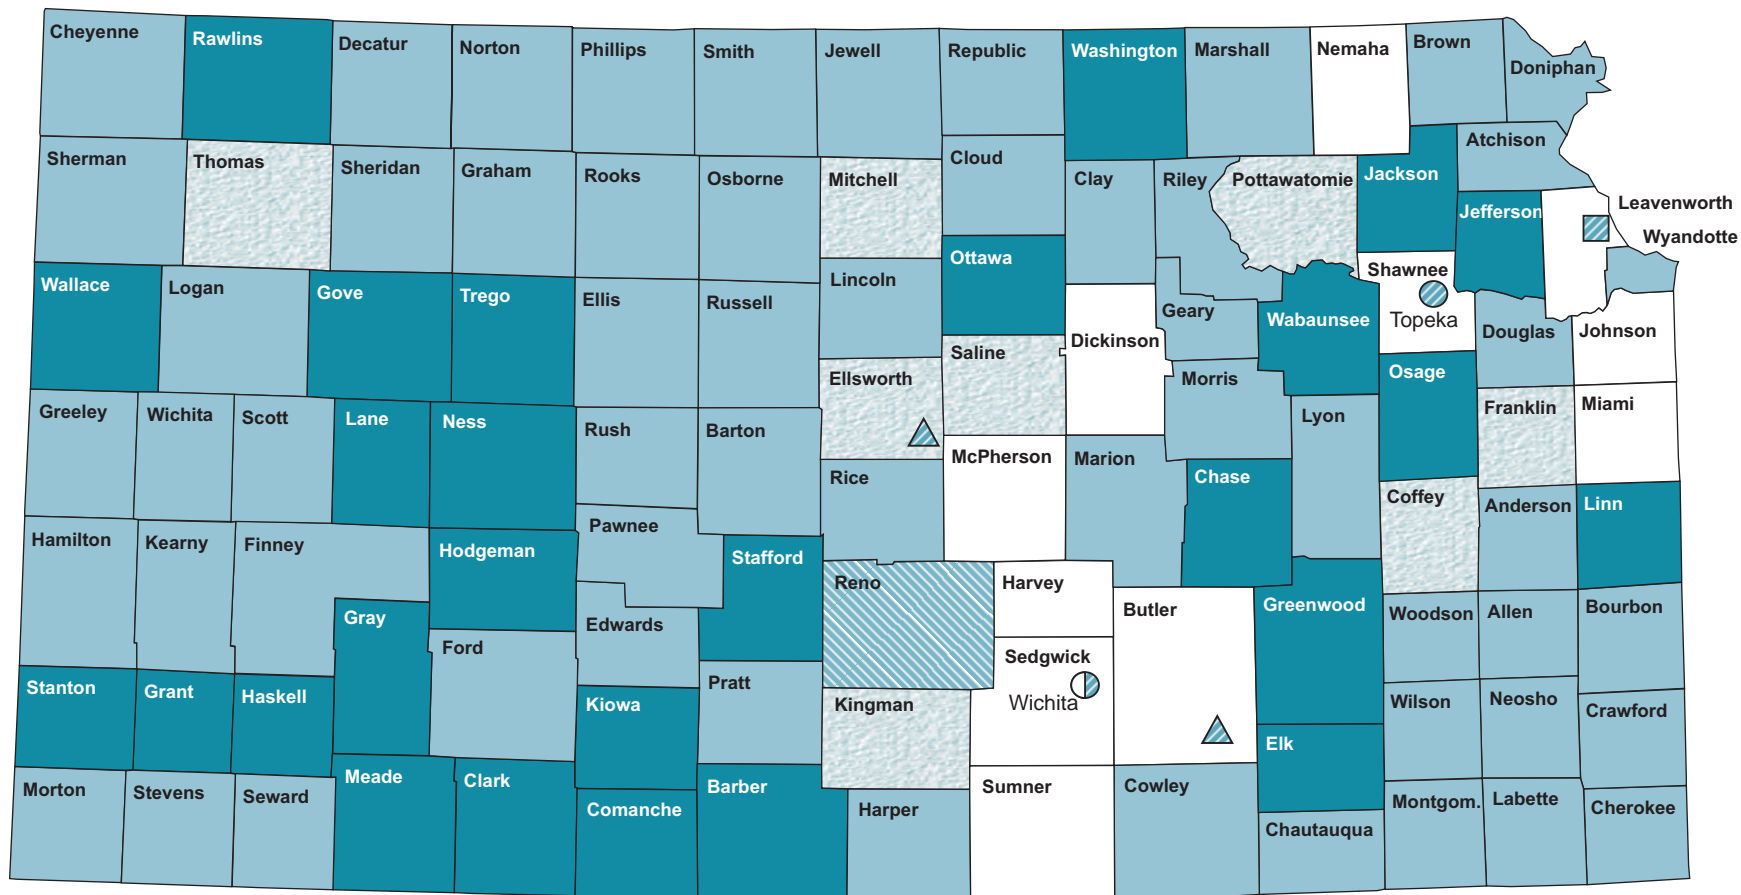 Cheyenne
Rawlins
Decatur
Norton
Phillips
Smith
Jewell
Republic
Washington
Marshall
Nemaha
Brown
Doniphan
Sherman
Thomas
Sheridan
Graham
Rooks
Osborne
Mitchell
Cloud
Clay
Riley
Pottawatomie
Jackson
Atchison
Jefferson
Leavenworth
Wyandotte
Wallace
Logan
Gove
Trego
Ellis
Russell
Lincoln
Ottawa
Saline
Dickinson
Geary
Wabaunsee
Shawnee
Topeka
Douglas
Johnson
Greeley
Wichita
Scott
Lane
Ness
Rush
Barton
Ellsworth
Rice
McPherson
Marion
Morris
Chase
Lyon
Osage
Franklin
Miami
Coffey
Anderson
Linn
Hamilton
Kearny
Finney
Hodgeman
Pawnee
Stafford
Reno
Harvey
Butler
Greenwood
Woodson
Allen
Bourbon
Gray
Ford
Edwards
Sedgwick
Wichita
Stanton
Grant
Haskell
Kiowa
Pratt
Kingman
Elk
Wilson
Neosho
Crawford
Morton
Stevens
Seward
Meade
Clark
Comanche
Barber
Harper
Sumner
Cowley
Chautauqua
Montgom.
Labette
Cherokee